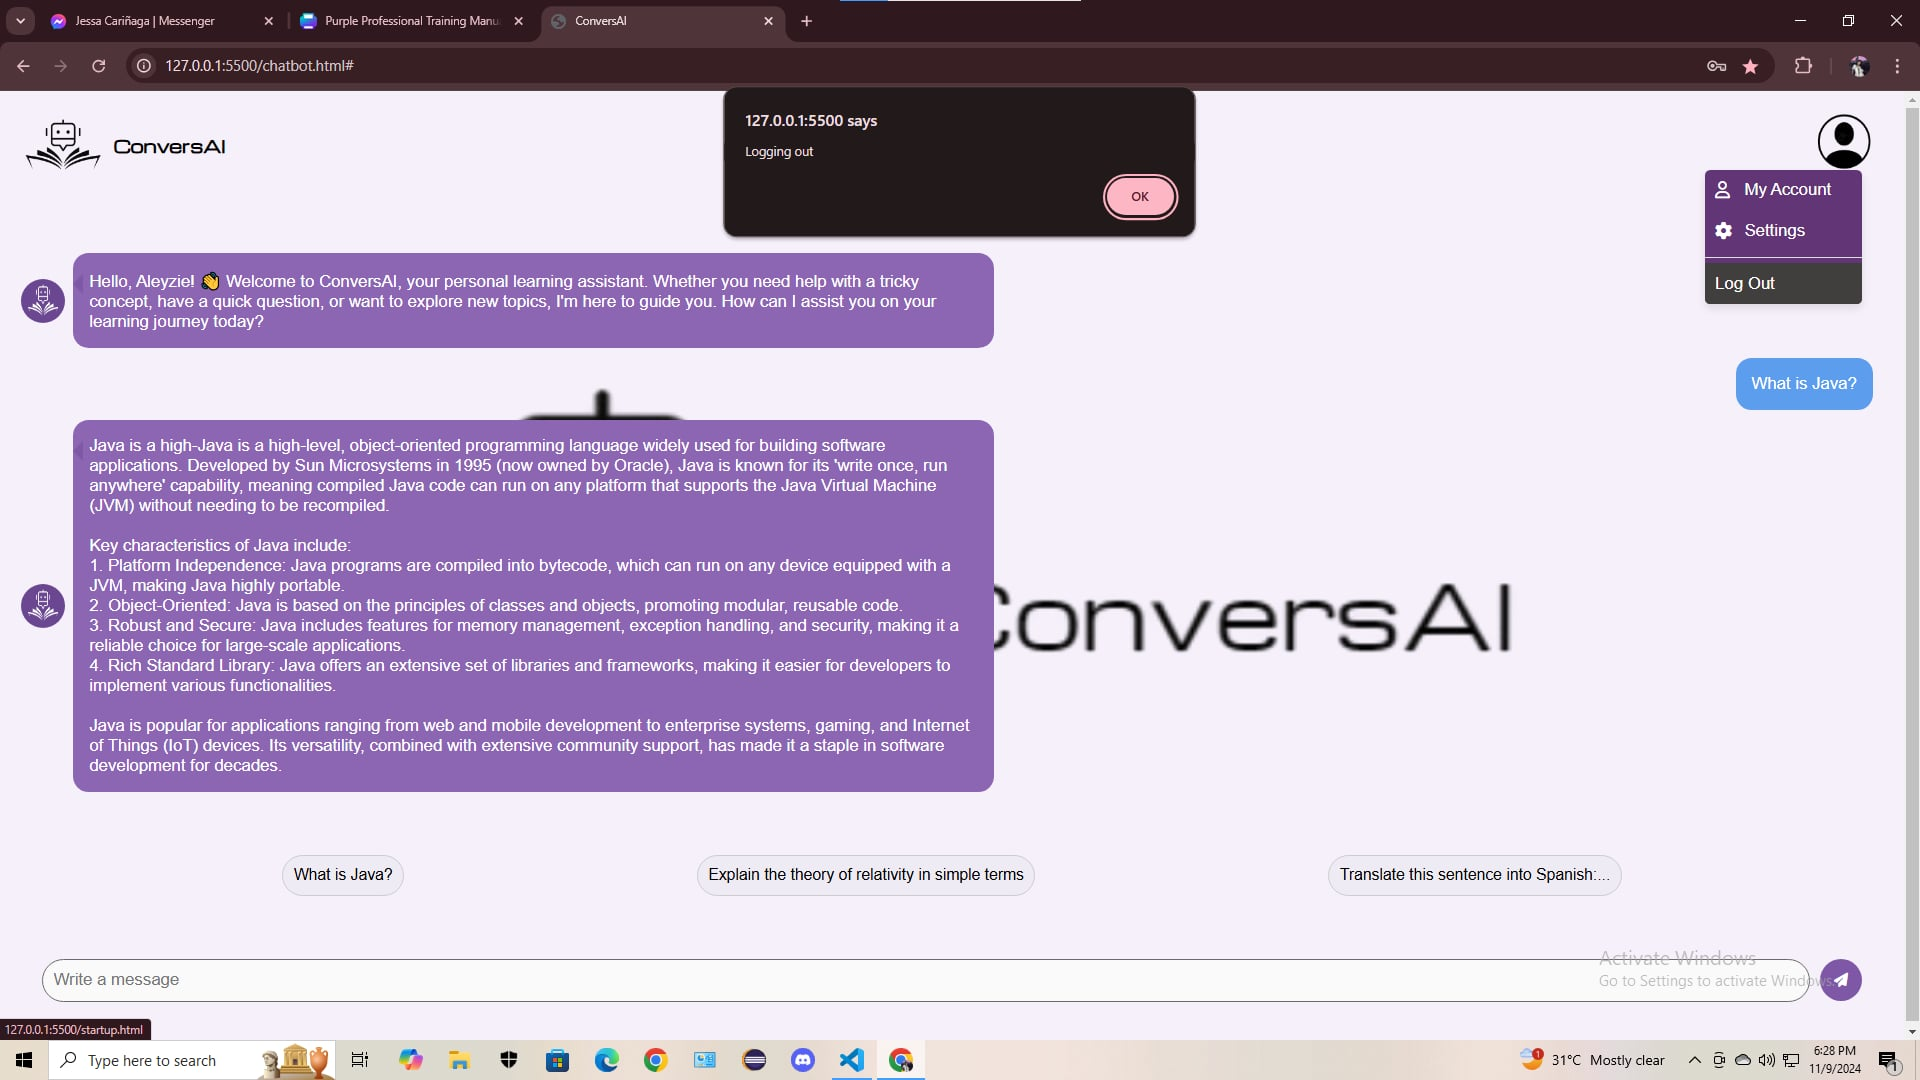 Jessa Cariñaga | Messenger
Purple Professional Training Manu
ConversAI
127.0.0.1:5500/chatbot.html#
127.0.0.1:5500 says
Logging out
OK
ConversAI
My Account
Settings
Log Out
Hello, Aleyzie! 👋 Welcome to ConversAI, your personal learning assistant. Whether you need help with a tricky
concept, have a quick question, or want to explore new topics, I'm here to guide you. How can I assist you on your
learning journey today?
What is Java?
Java is a high-Java is a high-level, object-oriented programming language widely used for building software
applications. Developed by Sun Microsystems in 1995 (now owned by Oracle), Java is known for its 'write once, run
anywhere' capability, meaning compiled Java code can run on any platform that supports the Java Virtual Machine
(JVM) without needing to be recompiled.
Key characteristics of Java include:
1. Platform Independence: Java programs are compiled into bytecode, which can run on any device equipped with a
JVM, making Java highly portable.
2. Object-Oriented: Java is based on the principles of classes and objects, promoting modular, reusable code.
3. Robust and Secure: Java includes features for memory management, exception handling, and security, making it a
reliable choice for large-scale applications.
4. Rich Standard Library: Java offers an extensive set of libraries and frameworks, making it easier for developers to
implement various functionalities.
Java is popular for applications ranging from web and mobile development to enterprise systems, gaming, and Internet
of Things (IoT) devices. Its versatility, combined with extensive community support, has made it a staple in software
development for decades.
ConversAI
What is Java?
Explain the theory of relativity in simple terms
Translate this sentence into Spanish:...
Write a message
Activate Windows
Go to Settings to activate Windows.
127.0.0.1:5500/startup.html
Type here to search
1
31°C Mostly clear
6:28 PM
11/9/2024
1